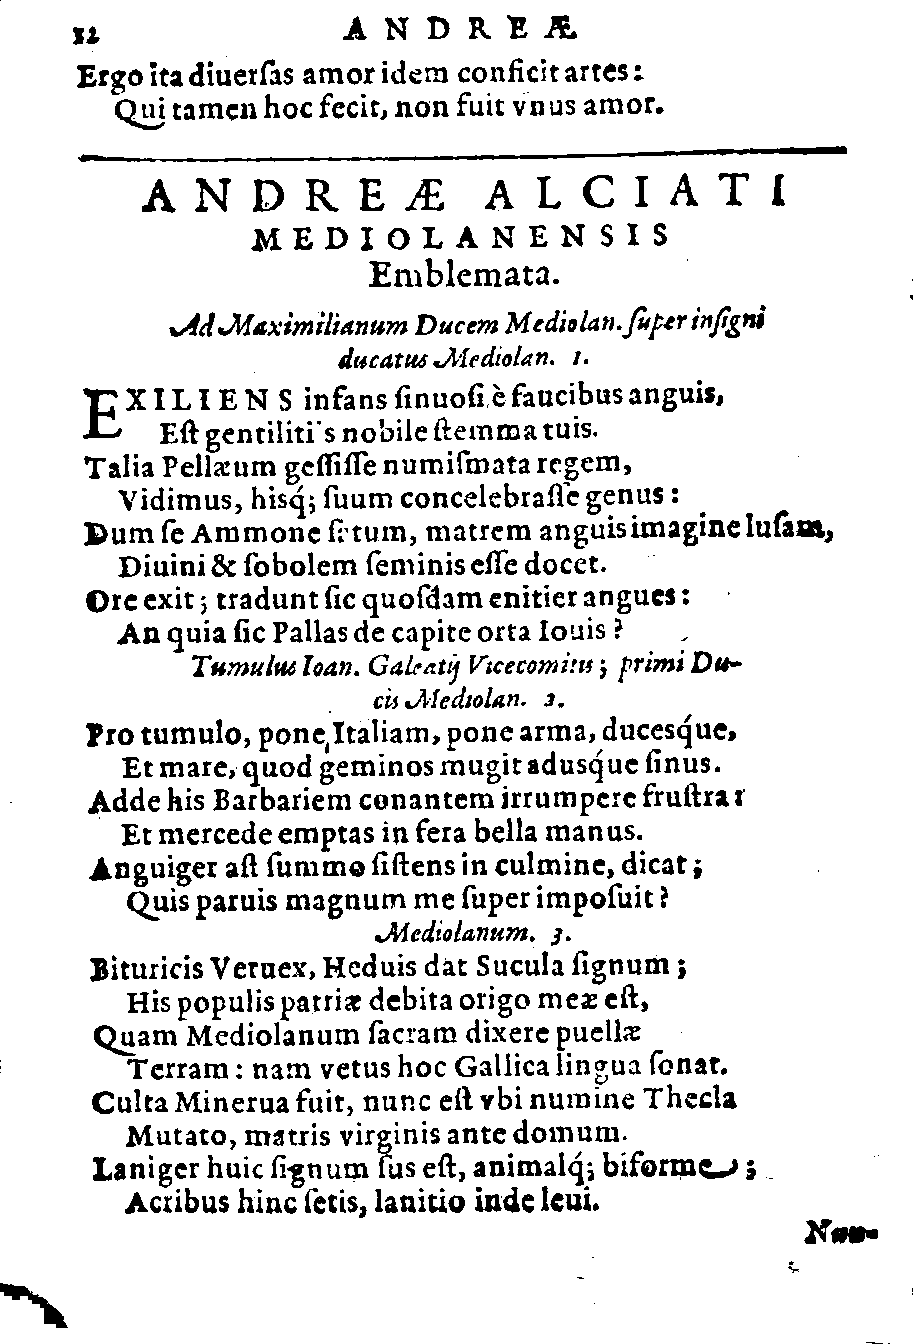 12 ANDREÆ
Ergo ita diuerſas amor idem conficit artes:
Qui tamen hoc fecit, non fuit vnus amor.
ANDREÆ ALCIATI
MEDIOLANENSIS
Emblemata.
Ad Maximilianum Ducem Mediolan. ſuper inſigni
ducatus Mediolan. 1.
EXILIENS infans ſinuoſi è faucibus anguis,
Eſt gentilitiis nobile ſtemma tuis.
Talia Pellæum geſſiſſe numiſmata regem,
Vidimus, hisq́; ſuum concelebraſſe genus:
Dum ſe Ammone ſatum, matrem anguis imagine luſam,
Diuini & ſobolem ſeminis eſſe docet.
Ore exit; tradunt ſic quoſdam enitier angues:
An quia ſic Pallas de capite orta Iouis?
Tumulus Ioan. Galeatij Vicecomitis; primi Du-
cis Mediolan. 2.
Pro tumulo, pone Italiam, pone arma, ducesq́ue,
Et mare, quod geminos mugit adusq́ue ſinus.
Adde his Barbariem conantem irrumpere fruſtra:
Et mercede emptas in fera bella manus.
Anguiger aſt ſummo ſiſtens in culmine, dicat;
Quis paruis magnum me ſuper impoſuit?
Mediolanum. 3.
Bituricis Veruex, Heduis dat Sucula ſignum;
His populis patriæ debita origo meæ eſt,
Quam Mediolanum ſacram dixere puellæ
Terram: nam vetus hoc Gallica lingua ſonat.
Culta Minerua fuit, nunc eſt vbi numine Thecla
Mutato, matris virginis ante domum.
Laniger huic ſignum ſus eſt, animalq́; biforme;
Acribus hinc ſetis, lanitio inde leui.
Nau-